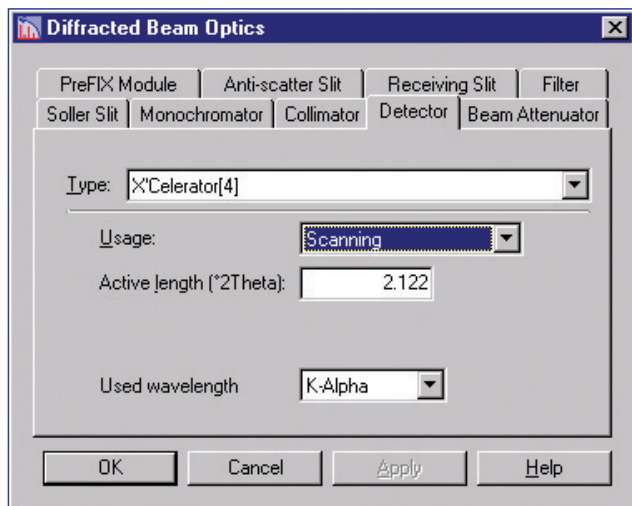 Diffracted Beam Optics
PreFIX Module Anti-scatter Slit Receiving Slit Filter
Soller Slit Monochromator Collimator Detector Beam Attenuator
Type: X'Celerator[4]
Usage: Scanning
Active length (°2Theta): 2.122
Used wavelength K-Alpha
OK Cancel Apply Help